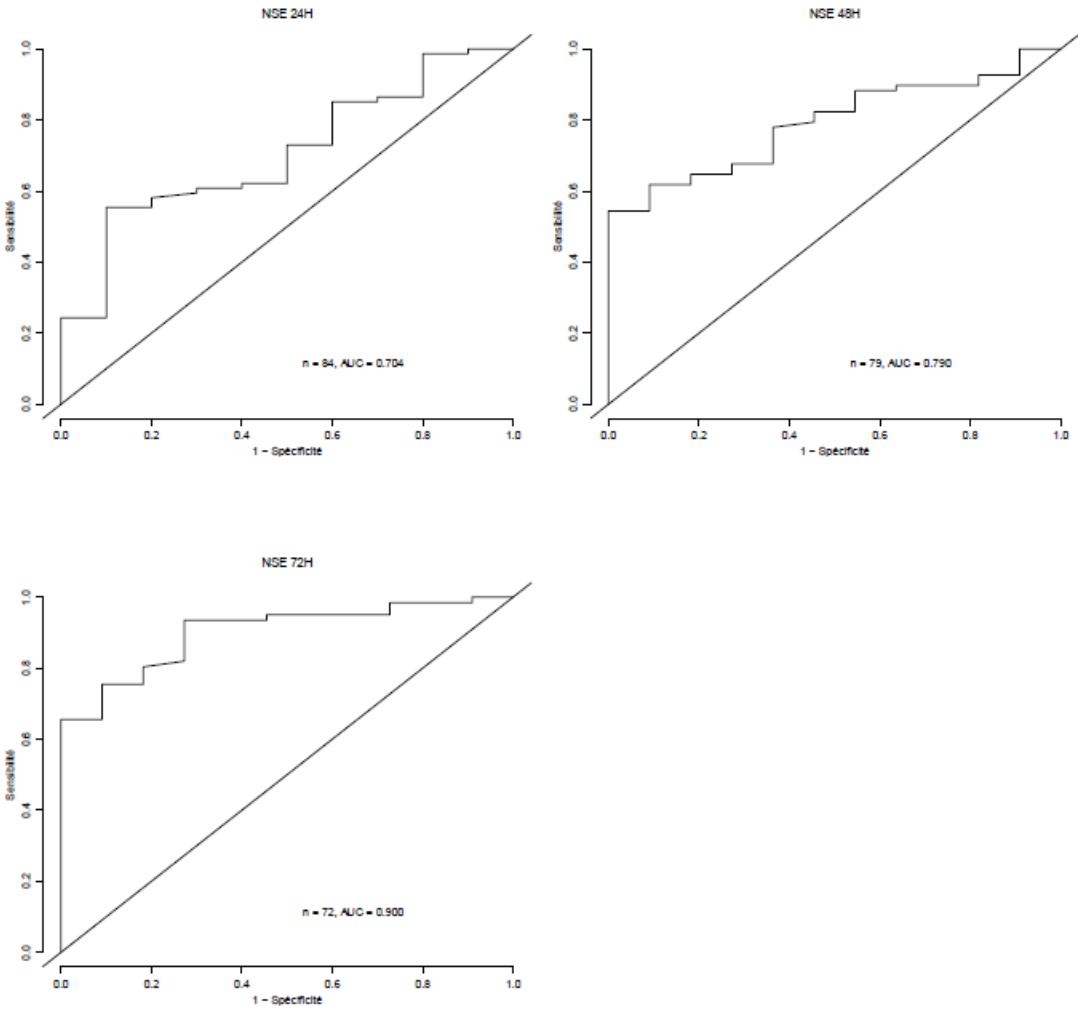 NSE 24H
Sensibilité
1.0
0.8
0.6
0.4
0.2
0.0
n = 84, AUC = 0.704
0.0 0.2 0.4 0.6 0.8 1.0
1 − Spécificité
NSE 48H
Sensibilité
1.0
0.8
0.6
0.4
0.2
0.0
n = 79, AUC = 0.790
0.0 0.2 0.4 0.6 0.8 1.0
1 − Spécificité
NSE 72H
Sensibilité
1.0
0.8
0.6
0.4
0.2
0.0
n = 72, AUC = 0.900
0.0 0.2 0.4 0.6 0.8 1.0
1 − Spécificité